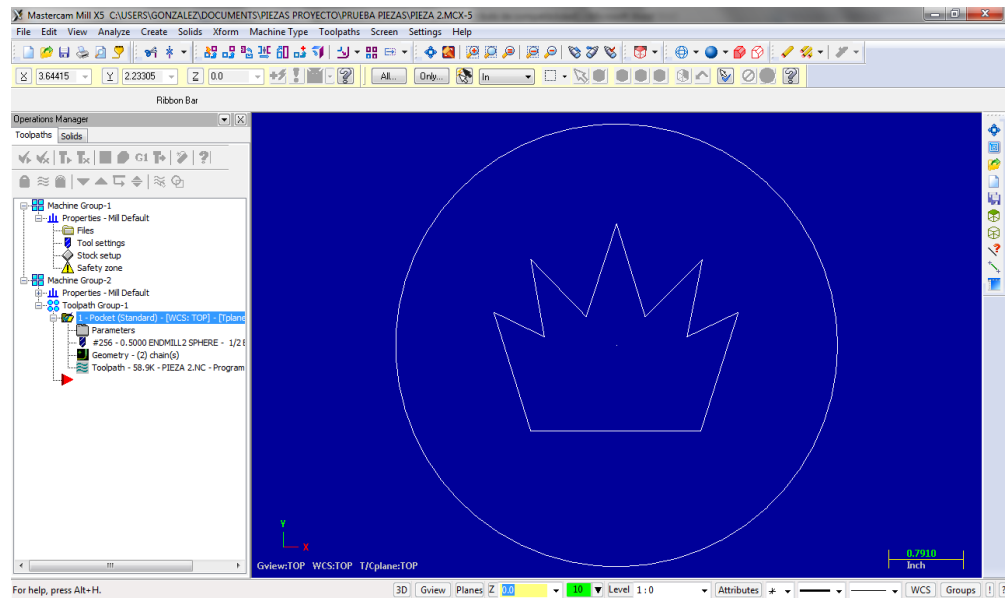 Mastercam Mill X5 C:\USERS\GONZALEZ\DOCUMENTS\PIEZAS PROYECTO\PRUEBA PIEZAS\PIEZA 2.MCX-5
File Edit View Analyze Create Solids Xform Machine Type Toolpaths Screen Settings Help
X 3.64415 Y 2.23305 Z 0.0 All... Only... In
Ribbon Bar
Operations Manager
Toolpaths Solids
G1
Machine Group-1
Properties - Mill Default
Files
Tool settings
Stock setup
Safety zone
Machine Group-2
Properties - Mill Default
Toolpath Group-1
1 - Pocket (Standard) - [WCS: TOP] - [Tplane
Parameters
#256 - 0.5000 ENDMILL2 SPHERE - 1/2
Geometry - (2) chain(s)
Toolpath - 58.9K - PIEZA 2.NC - Program
Y
X
Gview:TOP WCS:TOP T/Cplane:TOP
0.7910
Inch
For help, press Alt+H.
3D Gview Planes Z 0.0 10 Level 1 : 0 Attributes WCS Groups ! ?